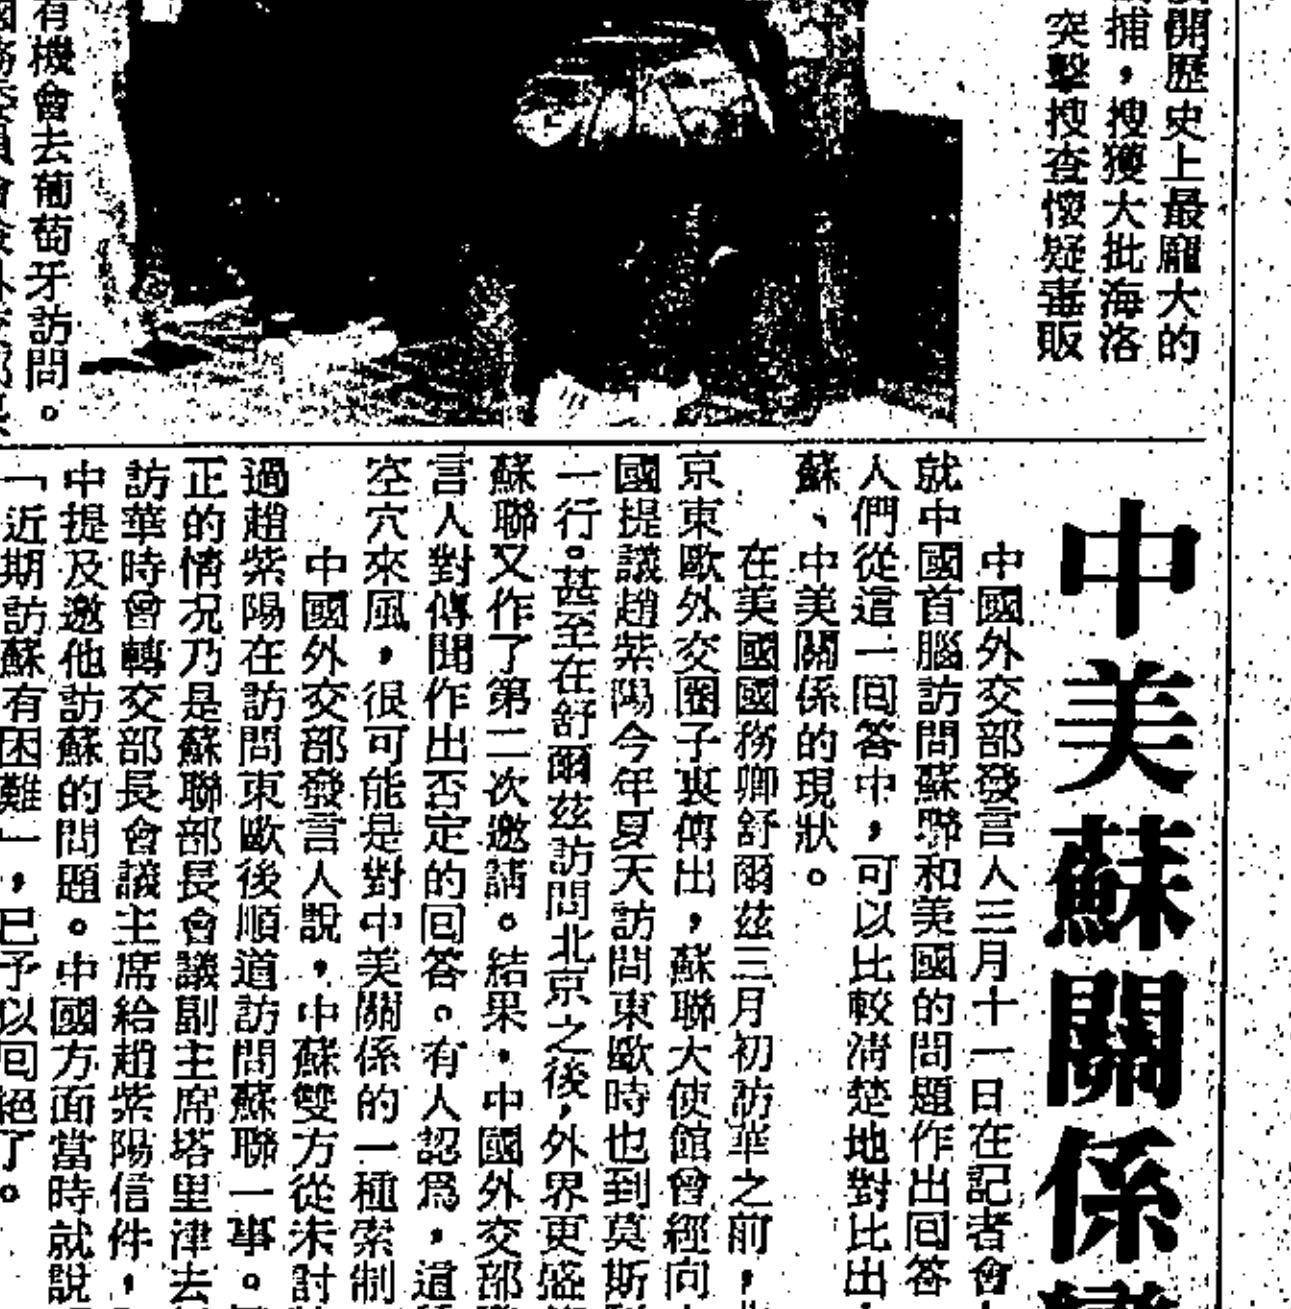 開歷史上最龐大的
捕，搜獲大批海洛
突擊搜查懷疑毒販
有機會去葡萄牙訪問。
中美蘇關係
中國外交部發言人三月十一日在記者會
就中國首腦訪問蘇聯和美國的問題作出回答
人們從這一回答中，可以比較清楚地對比出
蘇、中美關係的現狀。
在美國國務卿舒爾茲三月初訪華之前，
京東歐外交圈子裏傳出，蘇聯大使館曾經向
國提議趙紫陽今年夏天訪問東歐時也到莫斯
一行。甚至在舒爾茲訪問北京之後，外界更盛
蘇聯又作了第二次邀請。結果，中國外交部
言人對傳聞作出否定的回答。有人認爲，這
空穴來風，很可能是對中美關係的一種索制
中國外交部發言人說，中蘇雙方從未討
過趙紫陽在訪問東歐後順道訪問蘇聯一事。
正的情況乃是蘇聯部長會議副主席塔里津去
訪華時曾轉交部長會議主席給趙紫陽信件，
中提及邀他訪蘇的問題。中國方面當時就說
「近期訪蘇有困難」，已予以回絕了。